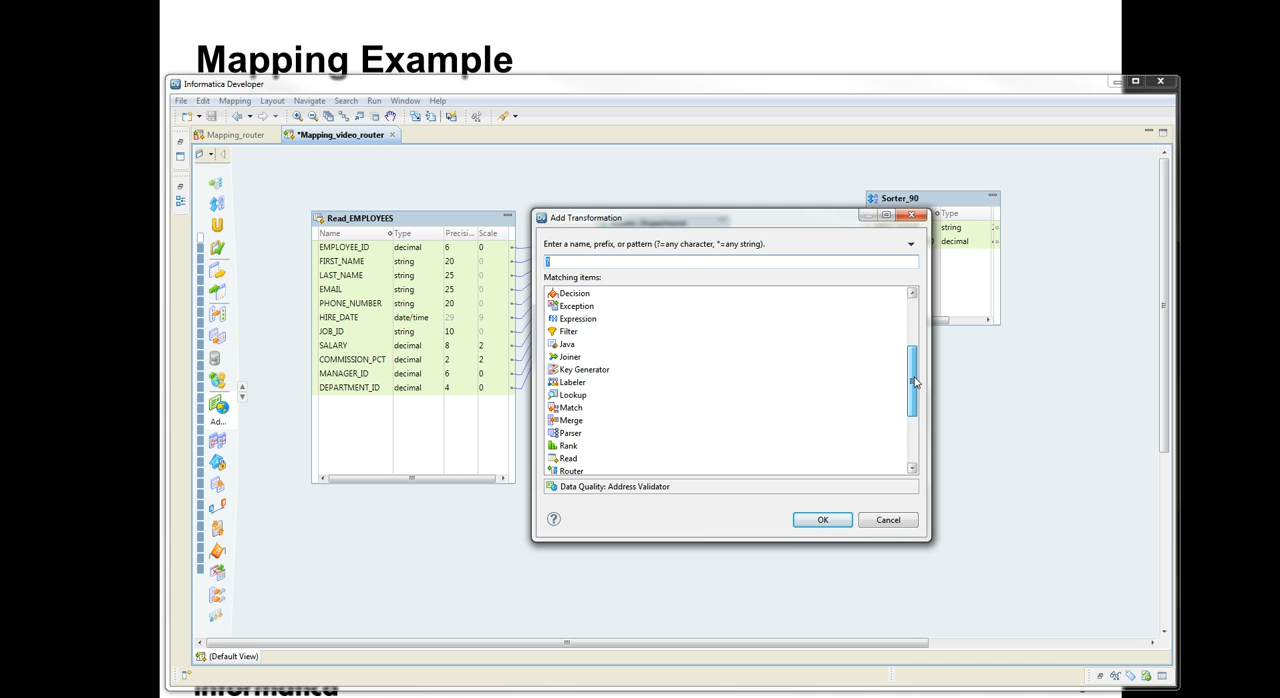 Mapping Example
Informatica Developer
File Edit Mapping Layout Navigate Search Run Window Help
Mapping_router *Mapping_video_router
Read_EMPLOYEES
Name Type Precisi... Scale
EMPLOYEE_ID decimal 6 0
FIRST_NAME string 20 0
LAST_NAME string 25 0
EMAIL string 25 0
PHONE_NUMBER string 20 0
HIRE_DATE date/time 29 9
JOB_ID string 10 0
SALARY decimal 8 2
COMMISSION_PCT decimal 2 2
MANAGER_ID decimal 6 0
DEPARTMENT_ID decimal 4 0
Ad...
Sorter_90
Type
string
decimal
Add Transformation
Enter a name, prefix, or pattern (?=any character, *=any string).
Matching items:
Decision
Exception
Expression
Filter
Java
Joiner
Key Generator
Labeler
Lookup
Match
Merge
Parser
Rank
Read
Router
Data Quality: Address Validator
OK Cancel
(Default View)
Informatica